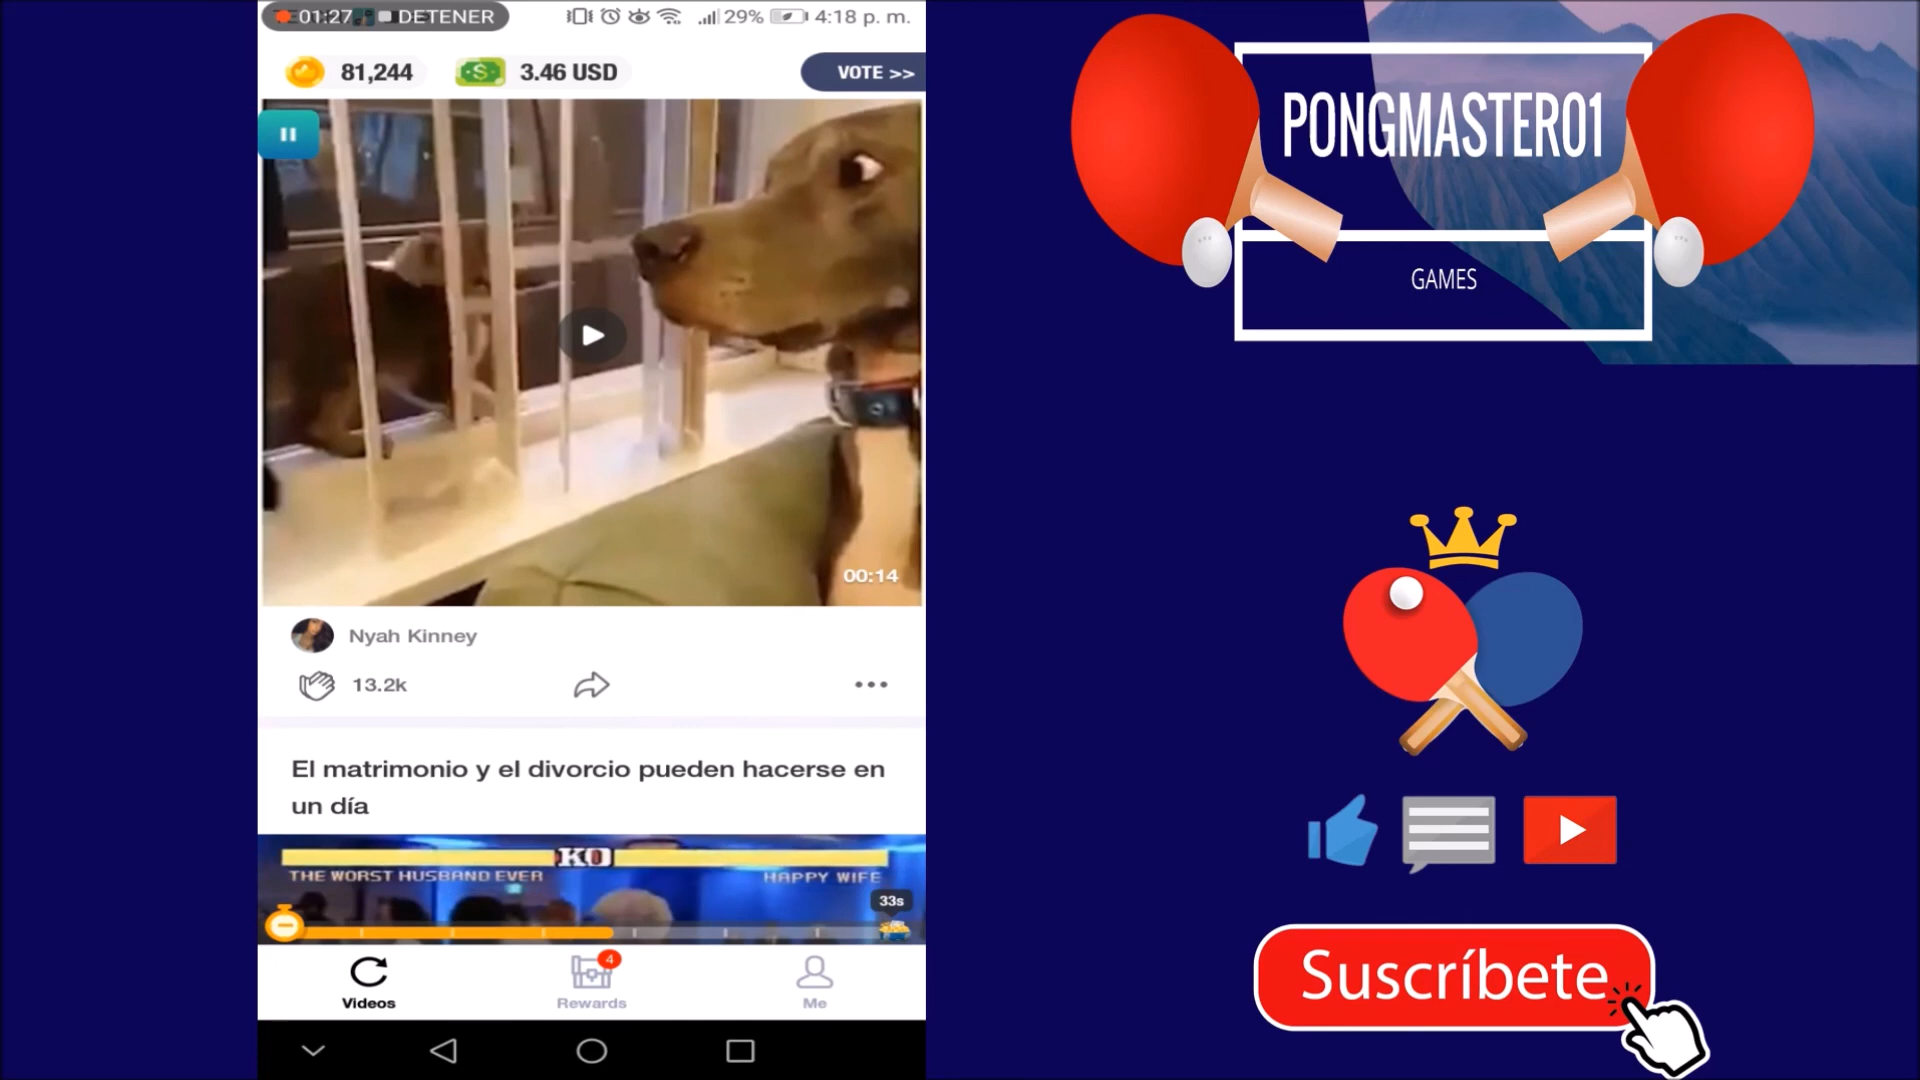 01:27 DETENER
29% 4:18 p. m.
81,244
3.46 USD
VOTE >>
00:14
Nyah Kinney
13.2k
El matrimonio y el divorcio pueden hacerse en
un día
KO
THE WORST HUSBAND EVER
HAPPY WIFE
33s
4
Videos
Rewards
Me
PONGMASTER01
GAMES
Suscríbete